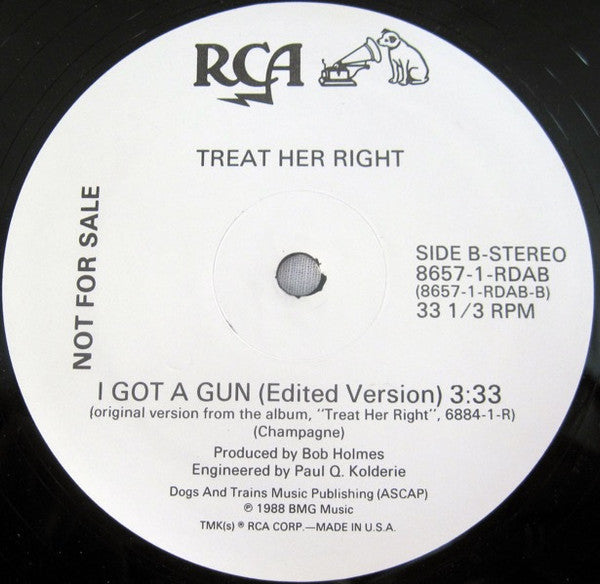 RCA
TREAT HER RIGHT
NOT FOR SALE
SIDE B-STEREO
8657-1-RDAB
(8657-1-RDAB-B)
33 1/3 RPM
I GOT A GUN (Edited Version) 3:33
(original version from the album, "Treat Her Right", 6884-1-R)
(Champagne)
Produced by Bob Holmes
Engineered by Paul Q. Kolderie
Dogs And Trains Music Publishing (ASCAP)
℗ 1988 BMG Music
TMK(s) ® RCA CORP.—MADE IN U.S.A.